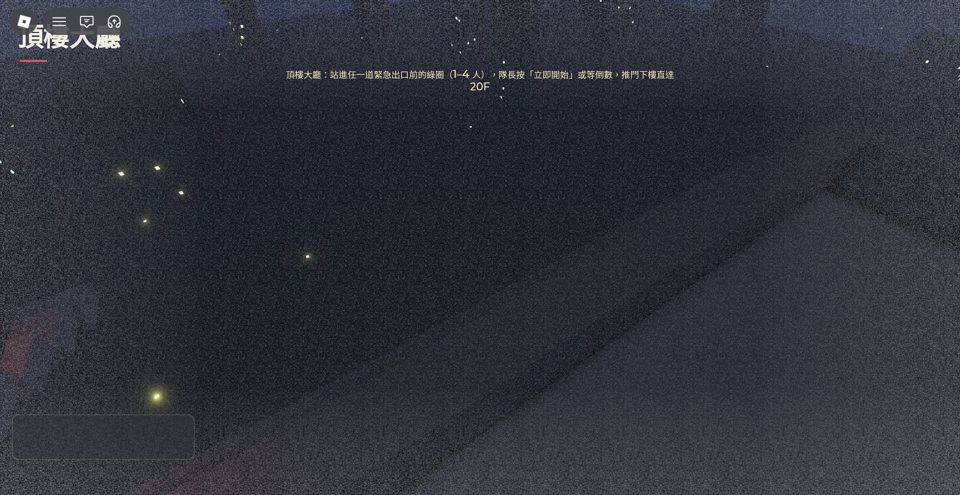 頂樓大廳
頂樓大廳：站進任一道緊急出口前的綠圈（1–4 人），隊長按「立即開始」或等倒數，推門下樓直達
20F